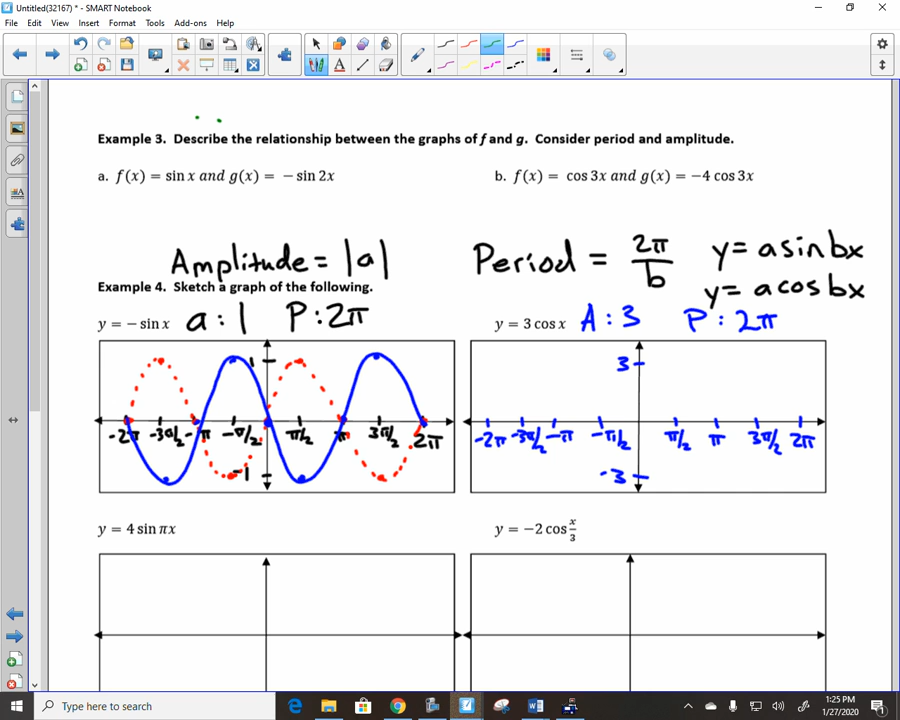 Untitled(32167) * - SMART Notebook
File Edit View Insert Format Tools Add-ons Help
Example 3. Describe the relationship between the graphs of f and g. Consider period and amplitude.
a. f(x) = sin x and g(x) = − sin 2x
b. f(x) = cos 3x and g(x) = −4 cos 3x
Amplitude = |a|
Period = 2π/b
y = a sin bx
y = a cos bx
Example 4. Sketch a graph of the following.
y = − sin x a : 1 P : 2π
y = 3 cos x A : 3 P : 2π
1
-2π -3π/2 -π -π/2 π/2 π 3π/2 2π
-1
3
-2π -3π/2 -π -π/2 π/2 π 3π/2 2π
-3
y = 4 sin πx
y = −2 cos x/3
Type here to search
1:25 PM
1/27/2020
1